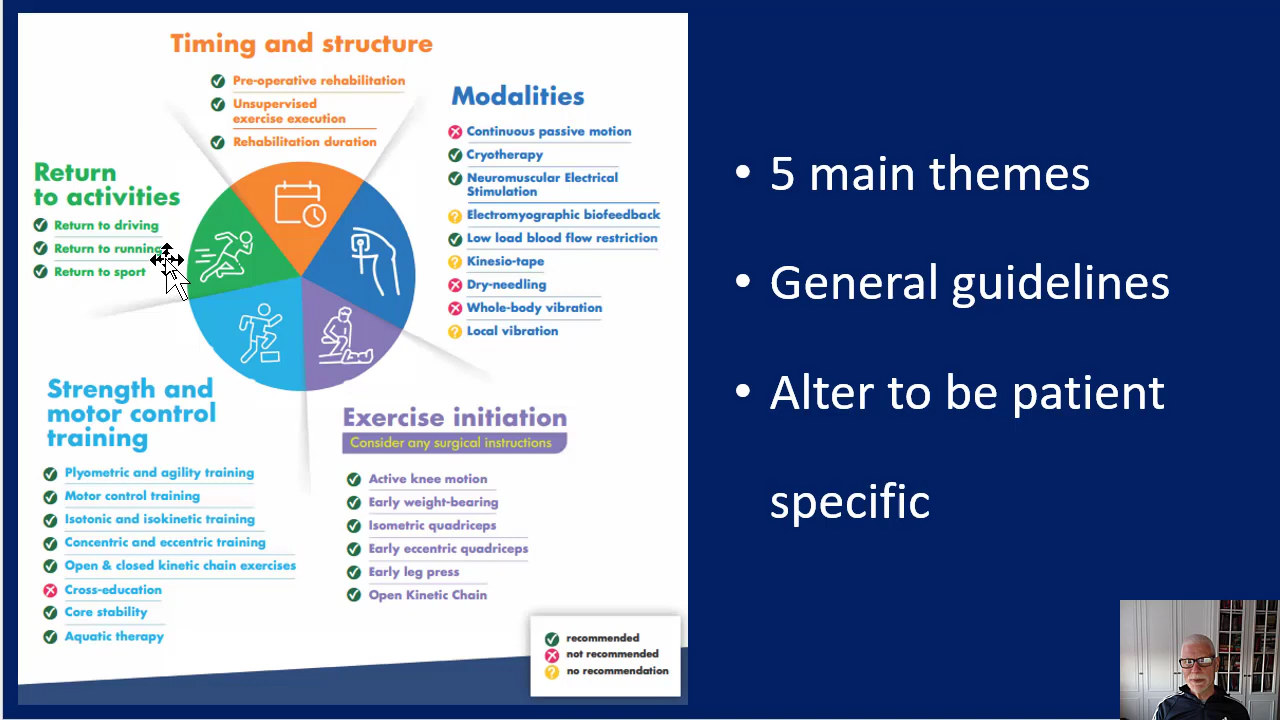 Timing and structure
Pre-operative rehabilitation
Unsupervised
exercise execution
Rehabilitation duration
Modalities
Continuous passive motion
Cryotherapy
Neuromuscular Electrical
Stimulation
Electromyographic biofeedback
Low load blood flow restriction
Kinesio-tape
Dry-needling
Whole-body vibration
Local vibration
Return
to activities
Return to driving
Return to running
Return to sport
Strength and
motor control
training
Plyometric and agility training
Motor control training
Isotonic and isokinetic training
Concentric and eccentric training
Open & closed kinetic chain exercises
Cross-education
Core stability
Aquatic therapy
Exercise initiation
Consider any surgical instructions
Active knee motion
Early weight-bearing
Isometric quadriceps
Early eccentric quadriceps
Early leg press
Open Kinetic Chain
recommended
not recommended
no recommendation
• 5 main themes
• General guidelines
• Alter to be patient
specific